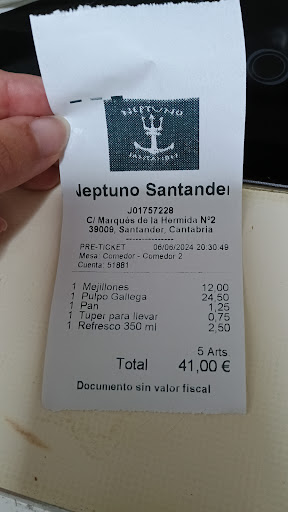 NEPTUNO
SANTANDER
Neptuno Santander
J01757228
C/ Marqués de la Hermida Nº2
39009, Santander, Cantabria
PRE-TICKET 06/06/2024 20:30:49
Mesa: Comedor - Comedor 2
Cuenta: 51881
1 Mejillones 12,00
1 Pulpo Gallega 24,50
1 Pan 1,25
1 Tuper para llevar 0,75
1 Refresco 350 ml 2,50
5 Arts.
Total 41,00 €
Documento sin valor fiscal